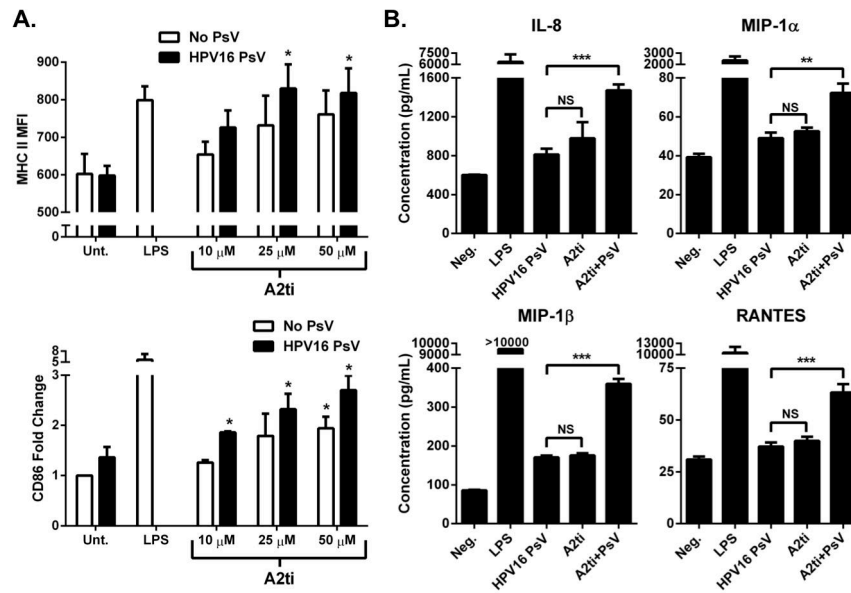 A.
No PsV
HPV16 PsV
MHC II MFI
900
800
700
600
500
0
* *
Unt. LPS 10 μM 25 μM 50 μM
A2ti
No PsV
HPV16 PsV
CD86 Fold Change
8
5
3
2
1
0
* * * *
Unt. LPS 10 μM 25 μM 50 μM
A2ti
B.
IL-8
Concentration (pg/mL)
7500
6000
1600
1200
800
400
0
***
NS
Neg. LPS HPV16 PsV A2ti A2ti+PsV
MIP-1α
3000
2000
80
60
40
20
0
**
NS
Neg. LPS HPV16 PsV A2ti A2ti+PsV
MIP-1β
Concentration (pg/mL)
10000
9000
400
300
200
100
0
>10000
***
NS
Neg. LPS HPV16 PsV A2ti A2ti+PsV
RANTES
13000
10000
75
50
25
0
***
NS
Neg. LPS HPV16 PsV A2ti A2ti+PsV